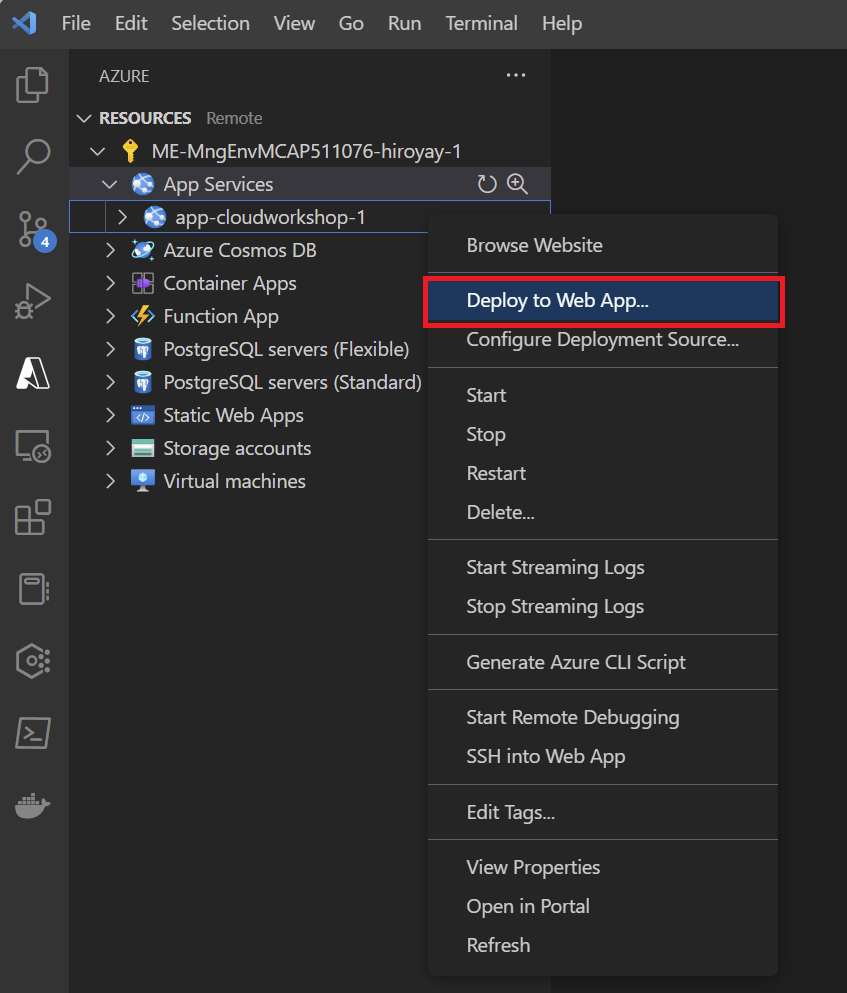 File Edit Selection View Go Run Terminal Help
AZURE
RESOURCES Remote
ME-MngEnvMCAP511076-hiroyay-1
App Services
app-cloudworkshop-1
4
Azure Cosmos DB
Container Apps
Function App
PostgreSQL servers (Flexible)
PostgreSQL servers (Standard)
Static Web Apps
Storage accounts
Virtual machines
Browse Website
Deploy to Web App...
Configure Deployment Source...
Start
Stop
Restart
Delete...
Start Streaming Logs
Stop Streaming Logs
Generate Azure CLI Script
Start Remote Debugging
SSH into Web App
Edit Tags...
View Properties
Open in Portal
Refresh